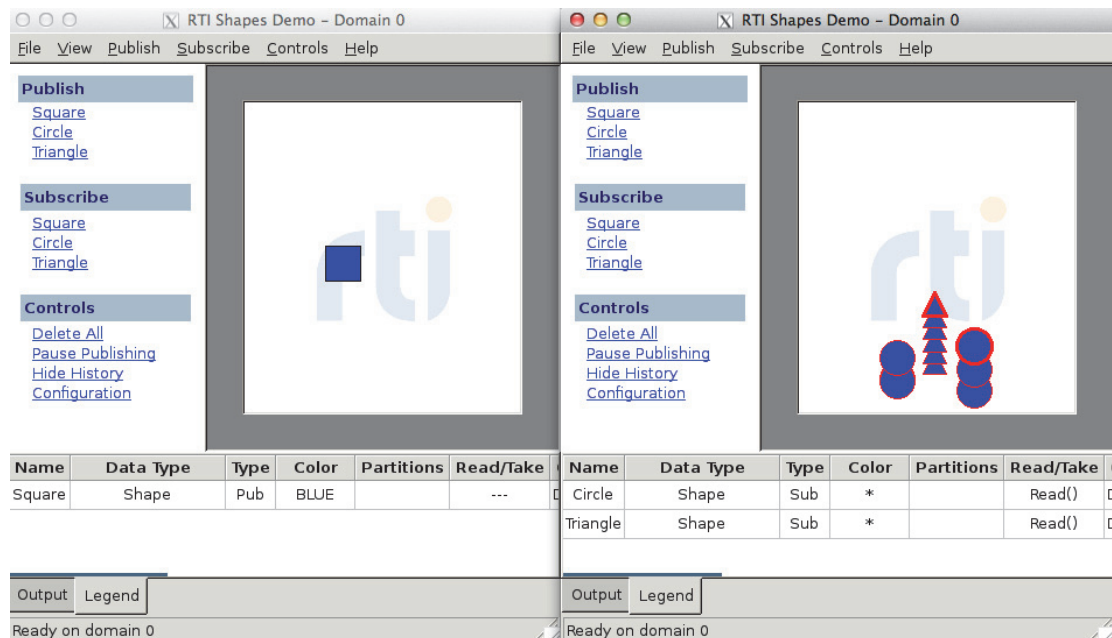 RTI Shapes Demo – Domain 0
File View Publish Subscribe Controls Help
Publish
Square
Circle
Triangle
Subscribe
Square
Circle
Triangle
Controls
Delete All
Pause Publishing
Hide History
Configuration
rti
Name Data Type Type Color Partitions Read/Take
Square Shape Pub BLUE ---
Output Legend
Ready on domain 0
RTI Shapes Demo – Domain 0
File View Publish Subscribe Controls Help
Publish
Square
Circle
Triangle
Subscribe
Square
Circle
Triangle
Controls
Delete All
Pause Publishing
Hide History
Configuration
rti
Name Data Type Type Color Partitions Read/Take
Circle Shape Sub * Read()
Triangle Shape Sub * Read()
Output Legend
Ready on domain 0